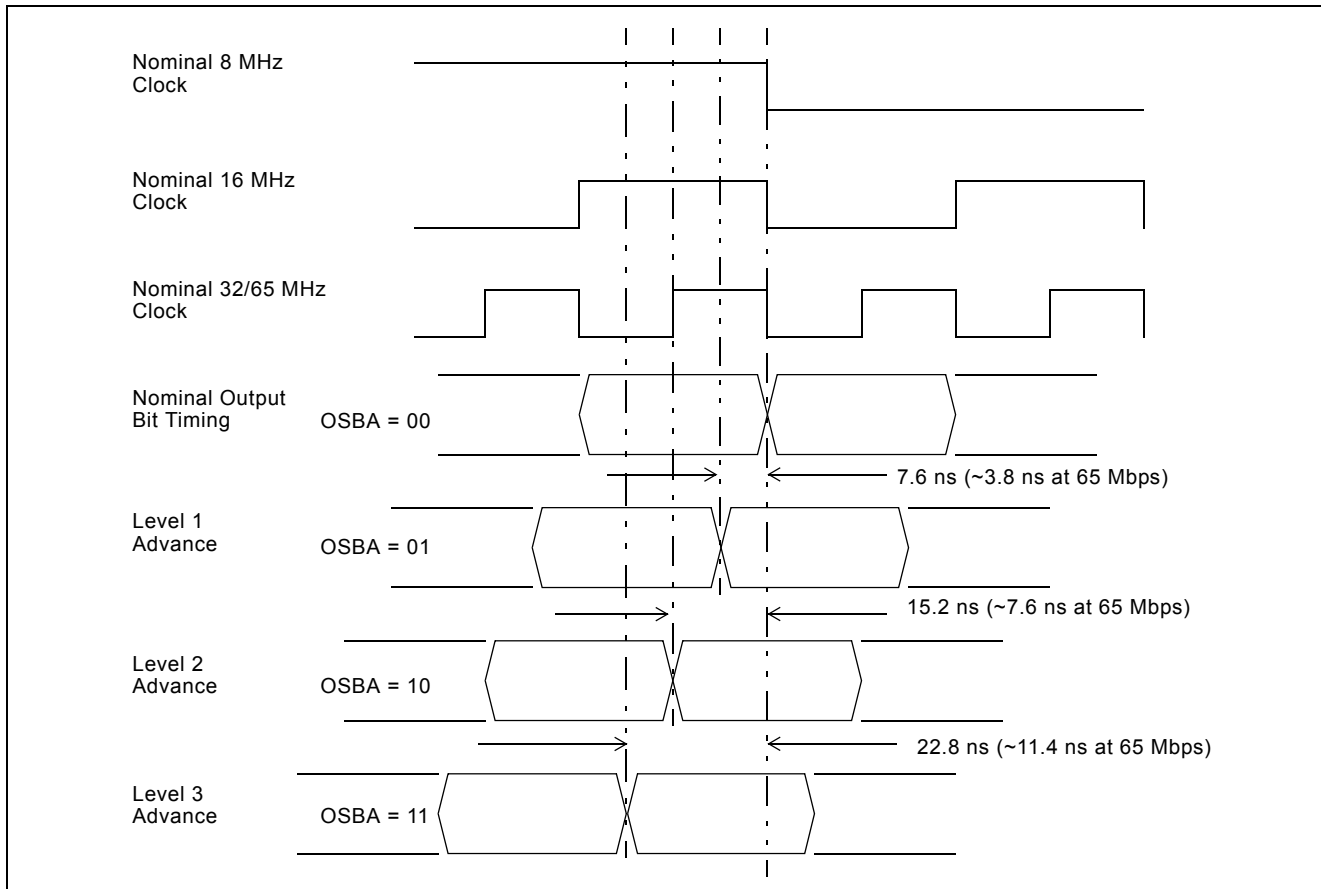 Nominal 8 MHz
Clock
Nominal 16 MHz
Clock
Nominal 32/65 MHz
Clock
Nominal Output
Bit Timing
OSBA = 00
7.6 ns (~3.8 ns at 65 Mbps)
Level 1
Advance
OSBA = 01
15.2 ns (~7.6 ns at 65 Mbps)
Level 2
Advance
OSBA = 10
22.8 ns (~11.4 ns at 65 Mbps)
Level 3
Advance
OSBA = 11